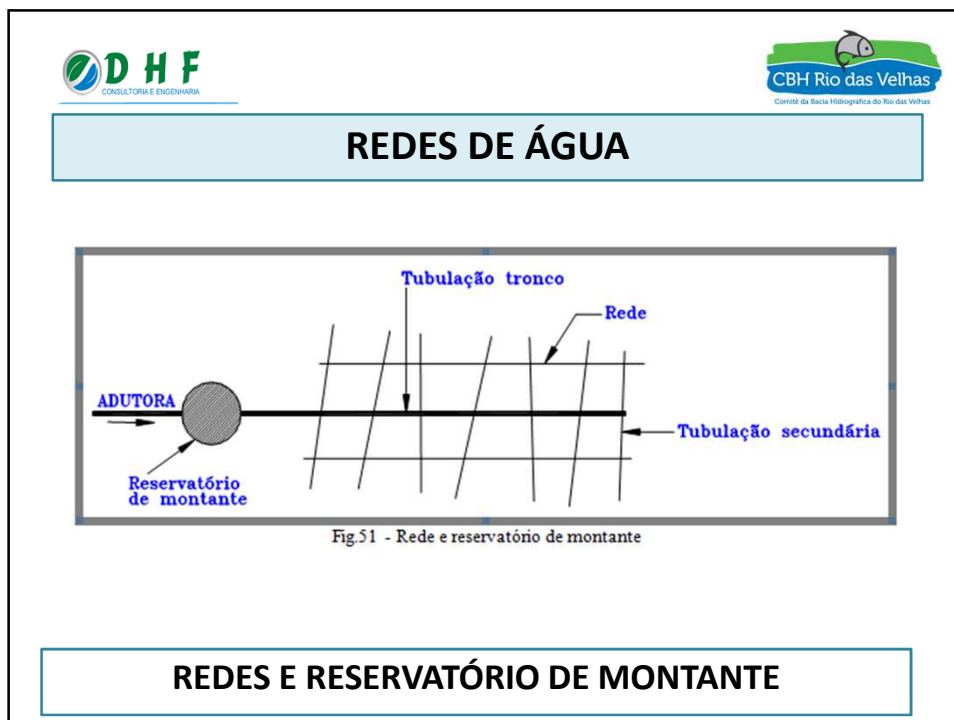 D H F
CONSULTORIA E ENGENHARIA
CBH Rio das Velhas
Comitê da Bacia Hidrográfica do Rio das Velhas
REDES DE ÁGUA
Tubulação tronco
Rede
ADUTORA
Tubulação secundária
Reservatório
de montante
Fig.51 - Rede e reservatório de montante
REDES E RESERVATÓRIO DE MONTANTE